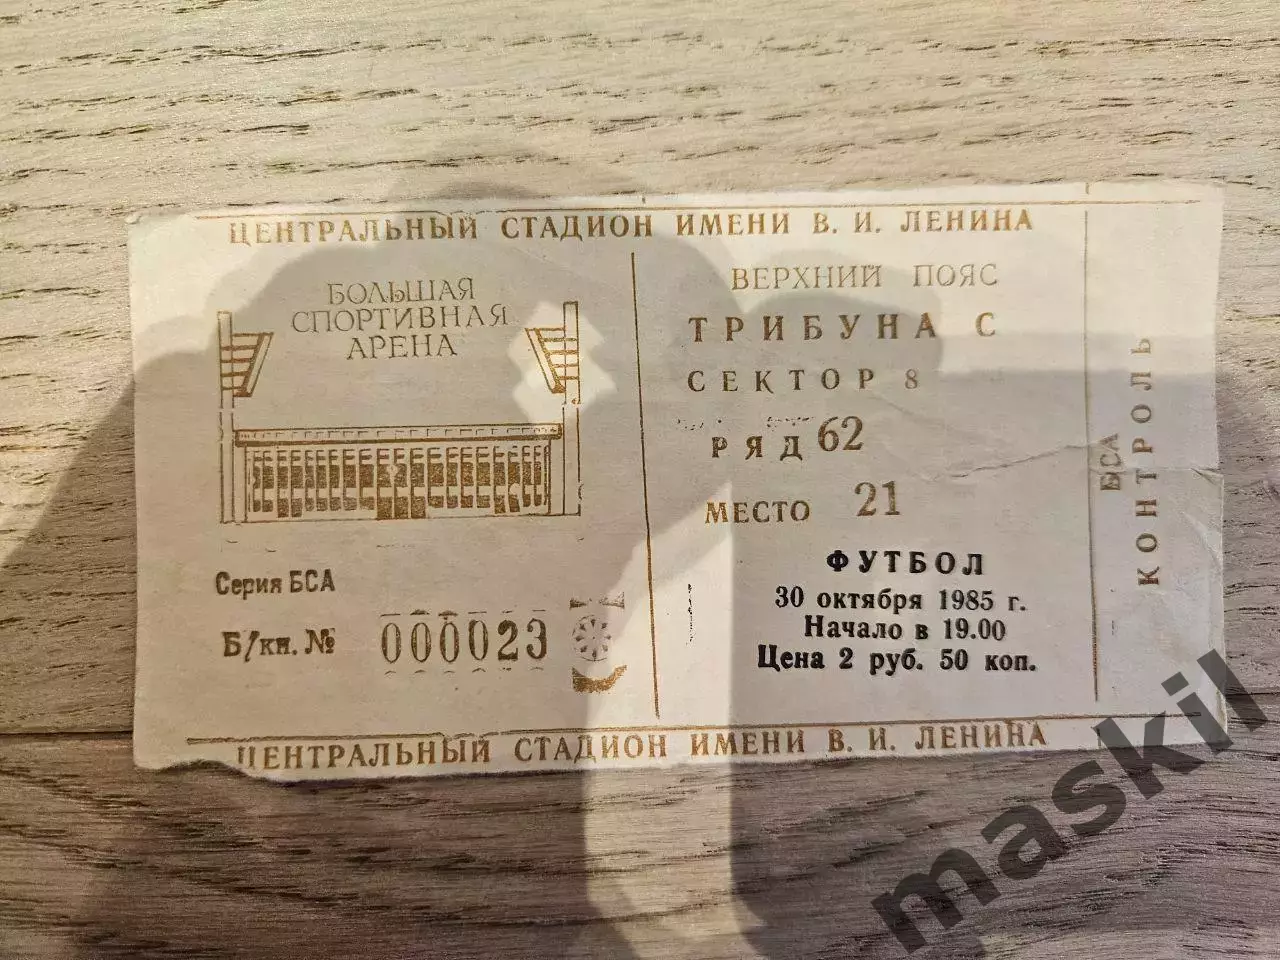 ЦЕНТРАЛЬНЫЙ СТАДИОН ИМЕНИ В. И. ЛЕНИНА
БОЛЬШАЯ
СПОРТИВНАЯ
АРЕНА
Серия БСА
Б/кн. № 000023
ВЕРХНИЙ ПОЯС
ТРИБУНА С
СЕКТОР 8
РЯД 62
МЕСТО 21
ФУТБОЛ
30 октября 1985 г.
Начало в 19.00
Цена 2 руб. 50 коп.
БСА
КОНТРОЛЬ
ЦЕНТРАЛЬНЫЙ СТАДИОН ИМЕНИ В. И. ЛЕНИНА
maskil